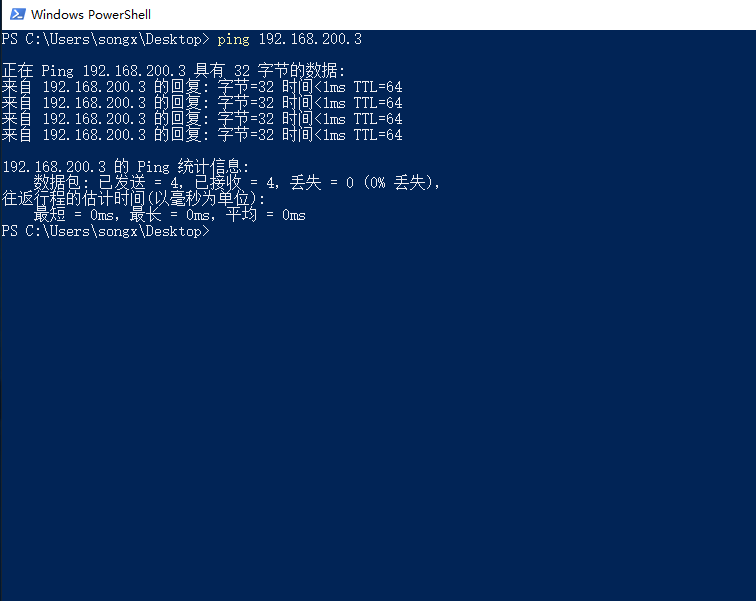 Windows PowerShell
PS C:\Users\songx\Desktop> ping 192.168.200.3
正在 Ping 192.168.200.3 具有 32 字节的数据:
来自 192.168.200.3 的回复: 字节=32 时间<1ms TTL=64
来自 192.168.200.3 的回复: 字节=32 时间<1ms TTL=64
来自 192.168.200.3 的回复: 字节=32 时间<1ms TTL=64
来自 192.168.200.3 的回复: 字节=32 时间<1ms TTL=64
192.168.200.3 的 Ping 统计信息:
数据包: 已发送 = 4，已接收 = 4，丢失 = 0 (0% 丢失)，
往返行程的估计时间(以毫秒为单位):
最短 = 0ms，最长 = 0ms，平均 = 0ms
PS C:\Users\songx\Desktop>